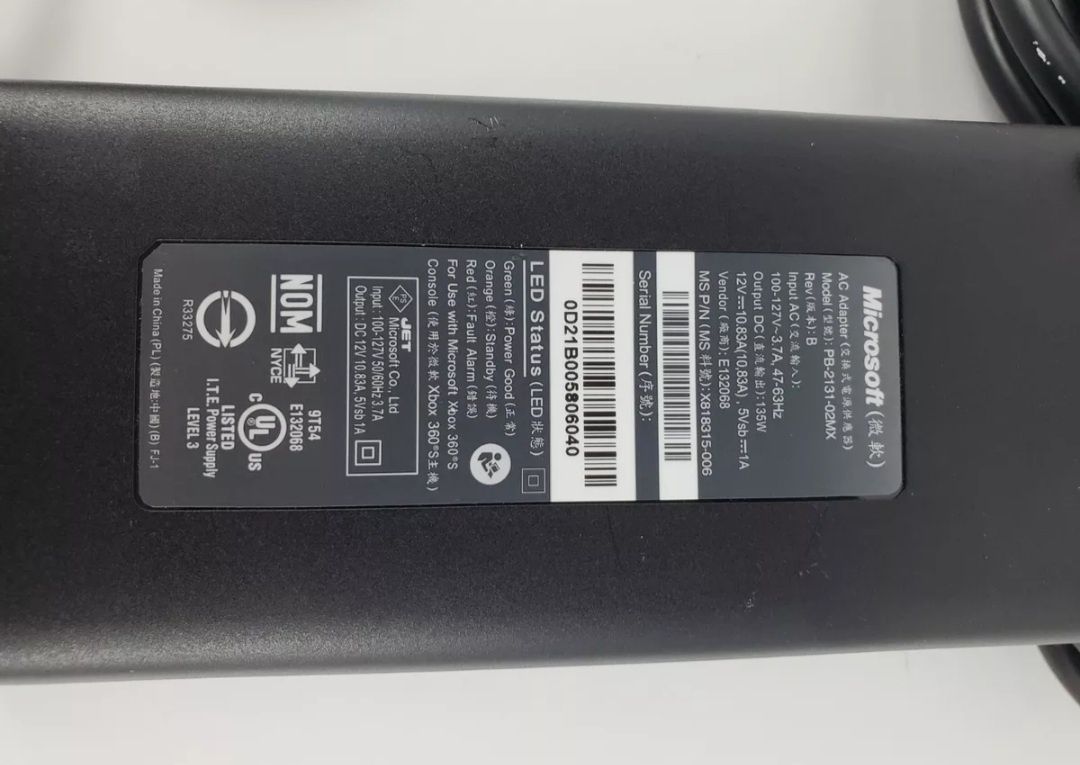 Microsoft (微軟)
AC Adapter (交換式電源供應器)
Model (型號): PB-2131-02MX
Rev(版本): B
Input AC(交流輸入):
100-127V~3.7A, 47-63Hz
Output DC(直流輸出):135W
12V⎓10.83A(10.83A), 5Vsb⎓1A
Vendor (廠商): E132068
MS P/N (MS 料號):X818315-006
Serial Number (序號):
0D21B005806040
LED Status (LED狀態)
Green (綠):Power Good (正常)
Orange (橙):Standby (待機)
Red (紅):Fault Alarm (錯誤)
For Use with Microsoft Xbox 360®S
Console (使用於微軟 Xbox 360®S主機)
PS
E
JET
Microsoft Co., Ltd
Input: 100-127V 50/60Hz 3.7A
Output : DC 12V 10.83A, 5Vsb 1A
NOM
NYCE
9T54
E132068
C UL US
LISTED
I.T.E. Power Supply
LEVEL 3
R33275
Made in China (PL) (製造地:中國) (B) FJ-1